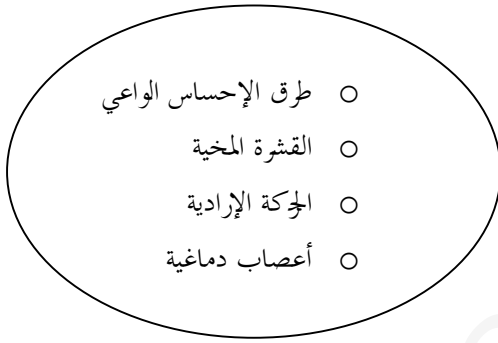 طرق الإحساس الواعي
القشرة المخية
الحركة الإرادية
أعصاب دماغية